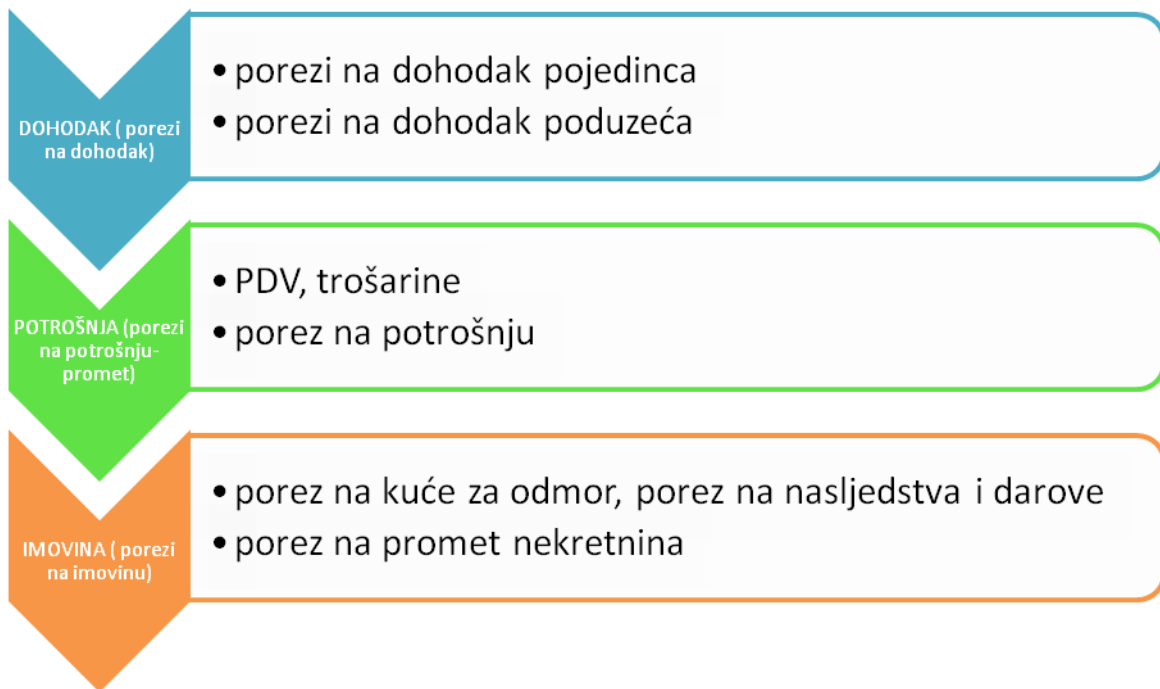 DOHODAK ( porezi
na dohodak)
• porezi na dohodak pojedinca
• porezi na dohodak poduzeća
POTROŠNJA (porezi
na potrošnju-
promet)
• PDV, trošarine
• porez na potrošnju
IMOVINA ( porezi
na imovinu)
• porez na kuće za odmor, porez na nasljedstva i darove
• porez na promet nekretnina